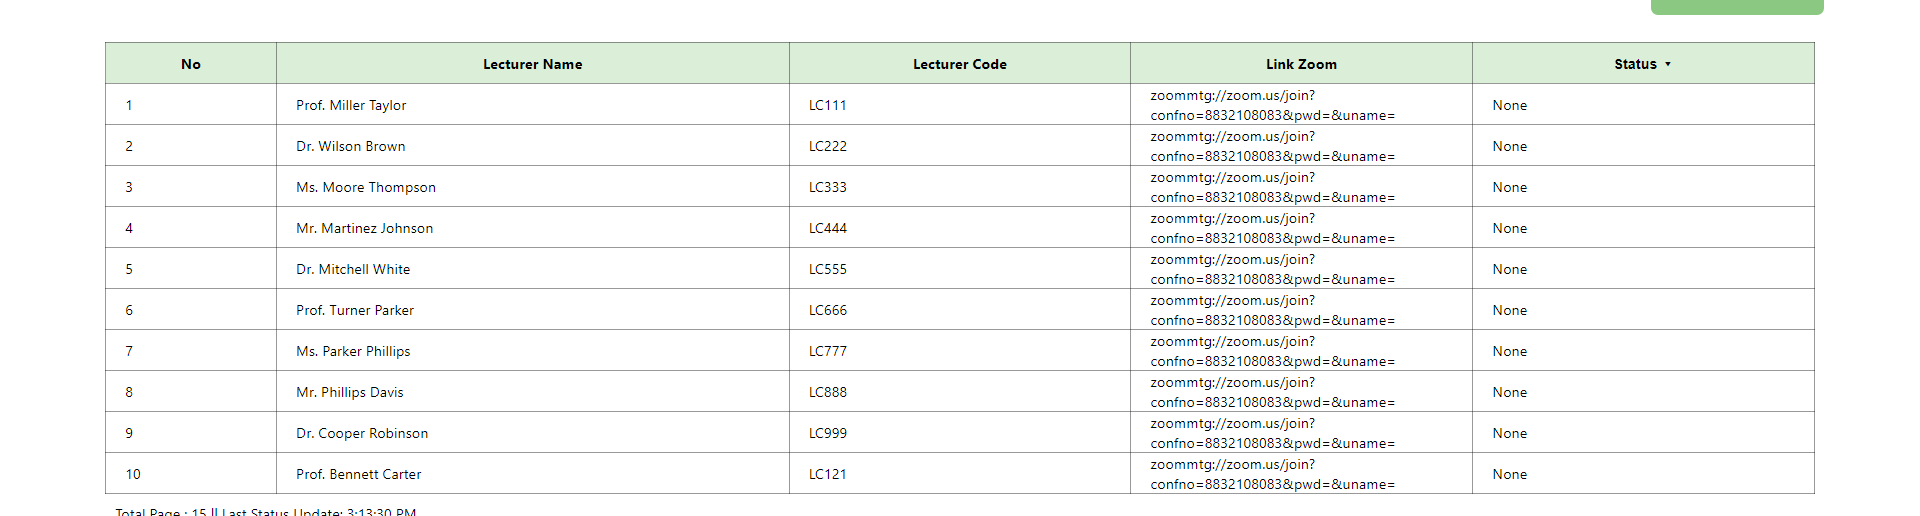 No Lecturer Name Lecturer Code Link Zoom Status ▾
1 Prof. Miller Taylor LC111 zoommtg://zoom.us/join?
confno=8832108083&pwd=&uname= None
2 Dr. Wilson Brown LC222 zoommtg://zoom.us/join?
confno=8832108083&pwd=&uname= None
3 Ms. Moore Thompson LC333 zoommtg://zoom.us/join?
confno=8832108083&pwd=&uname= None
4 Mr. Martinez Johnson LC444 zoommtg://zoom.us/join?
confno=8832108083&pwd=&uname= None
5 Dr. Mitchell White LC555 zoommtg://zoom.us/join?
confno=8832108083&pwd=&uname= None
6 Prof. Turner Parker LC666 zoommtg://zoom.us/join?
confno=8832108083&pwd=&uname= None
7 Ms. Parker Phillips LC777 zoommtg://zoom.us/join?
confno=8832108083&pwd=&uname= None
8 Mr. Phillips Davis LC888 zoommtg://zoom.us/join?
confno=8832108083&pwd=&uname= None
9 Dr. Cooper Robinson LC999 zoommtg://zoom.us/join?
confno=8832108083&pwd=&uname= None
10 Prof. Bennett Carter LC121 zoommtg://zoom.us/join?
confno=8832108083&pwd=&uname= None
Total Page : 15 || Last Status Update: 3:13:30 PM